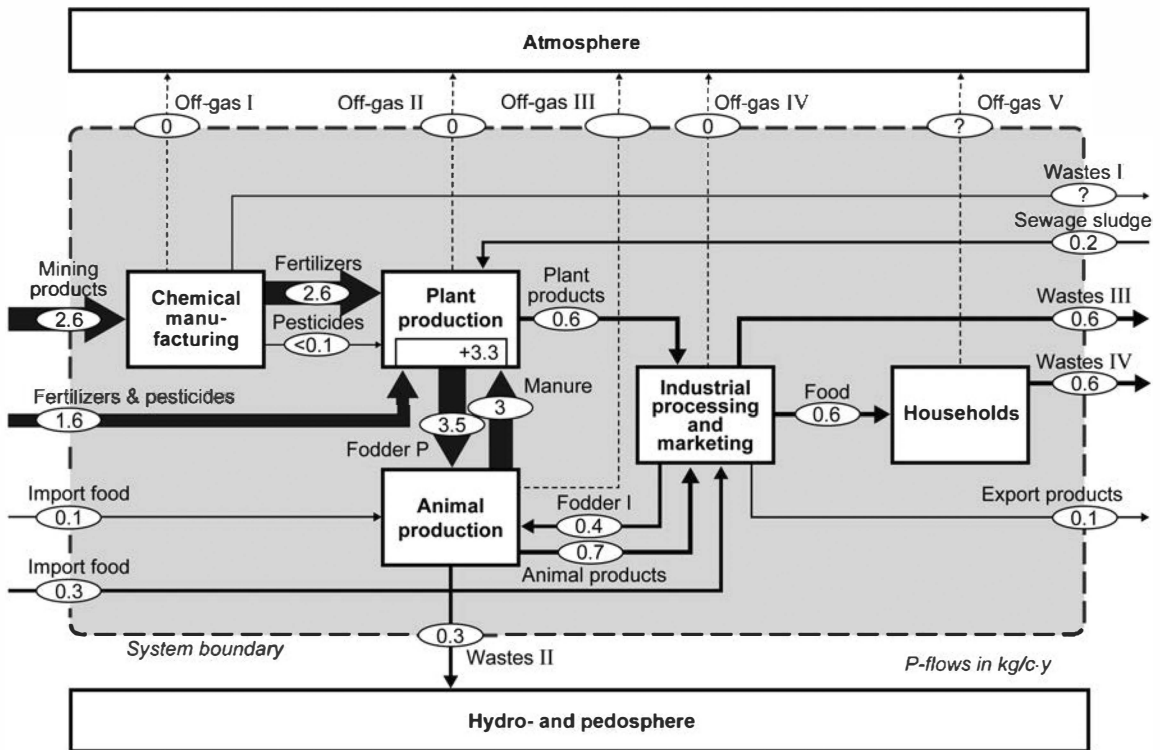 Atmosphere
Off-gas I
0
Off-gas II
0
Off-gas III
Off-gas IV
0
Off-gas V
?
Wastes I
?
Sewage sludge
0.2
Mining
products
2.6
Chemical
manu-
facturing
Fertilizers
2.6
Pesticides
<0.1
Plant
production
+3.3
Plant
products
0.6
Wastes III
0.6
Wastes IV
0.6
Fertilizers & pesticides
1.6
Manure
3
3.5
Fodder P
Industrial
processing
and
marketing
Food
0.6
Households
Import food
0.1
Animal
production
Fodder I
0.4
0.7
Animal products
Export products
0.1
Import food
0.3
0.3
Wastes II
System boundary
P-flows in kg/c·y
Hydro- and pedosphere